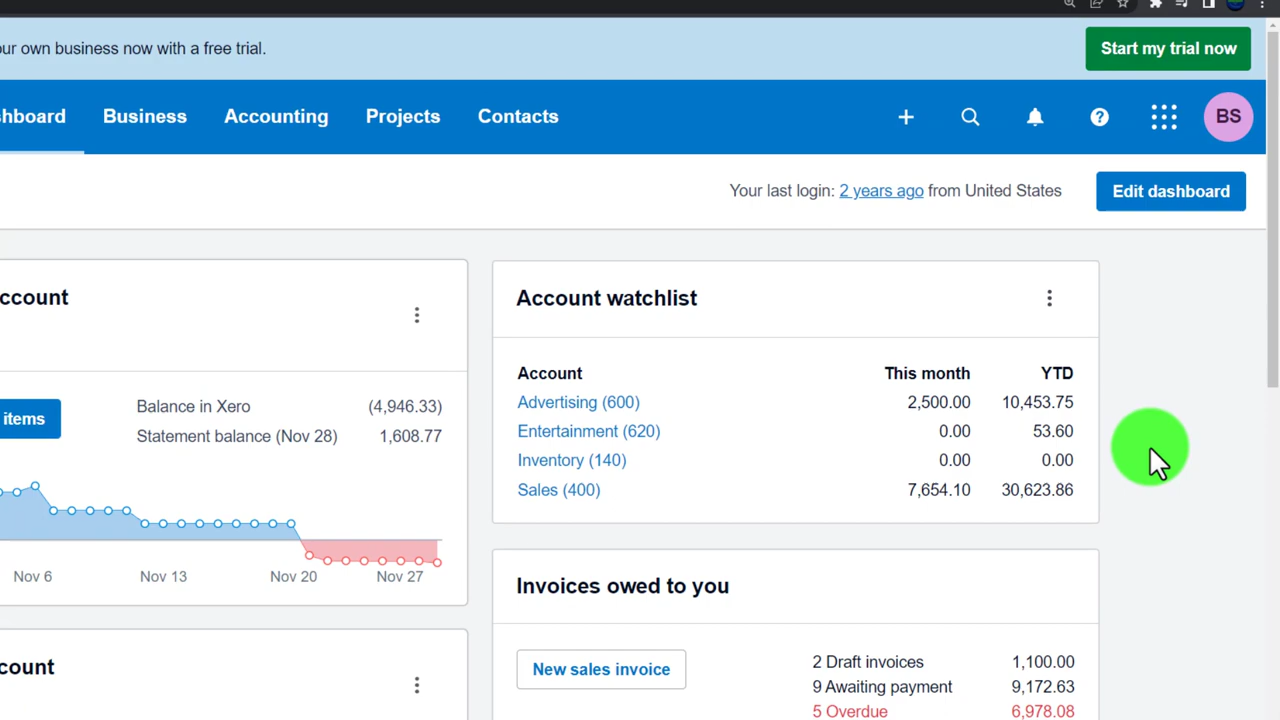 our own business now with a free trial.
Start my trial now
hboard
Business
Accounting
Projects
Contacts
BS
Your last login: 2 years ago from United States
Edit dashboard
ccount
items
Balance in Xero (4,946.33)
Statement balance (Nov 28) 1,608.77
Nov 6 Nov 13 Nov 20 Nov 27
count
Account watchlist
Account This month YTD
Advertising (600) 2,500.00 10,453.75
Entertainment (620) 0.00 53.60
Inventory (140) 0.00 0.00
Sales (400) 7,654.10 30,623.86
Invoices owed to you
New sales invoice
2 Draft invoices 1,100.00
9 Awaiting payment 9,172.63
5 Overdue 6,978.08